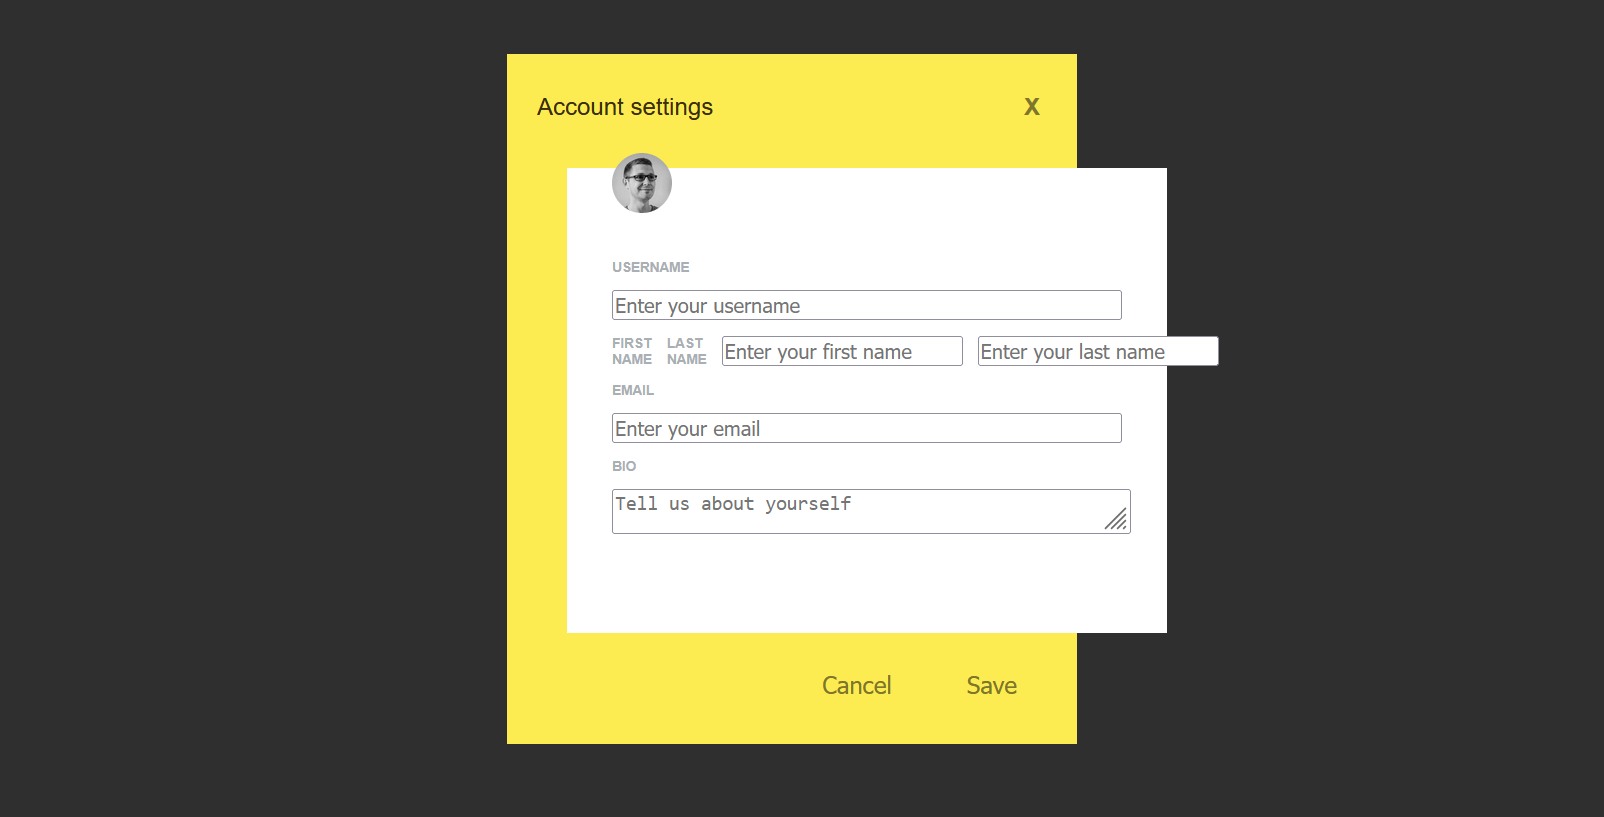 Account settings X
USERNAME
Enter your username
FIRST NAME LAST NAME Enter your first name Enter your last name
EMAIL
Enter your email
BIO
Tell us about yourself
Cancel Save